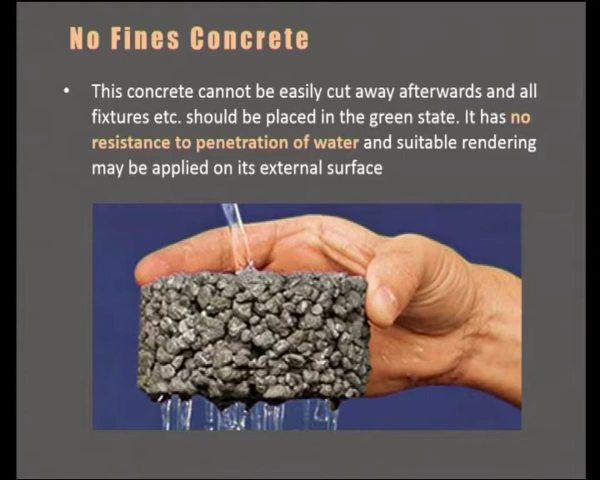 No Fines Concrete
• This concrete cannot be easily cut away afterwards and all
fixtures etc. should be placed in the green state. It has no
resistance to penetration of water and suitable rendering
may be applied on its external surface